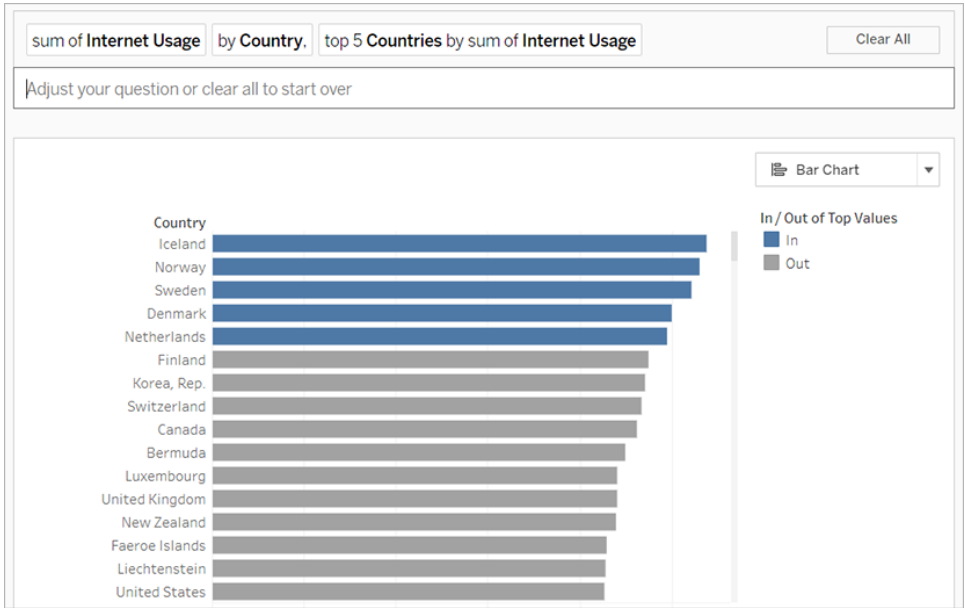 sum of Internet Usage by Country, top 5 Countries by sum of Internet Usage Clear All
Adjust your question or clear all to start over
Bar Chart
In / Out of Top Values
In
Out
Country
Iceland
Norway
Sweden
Denmark
Netherlands
Finland
Korea, Rep.
Switzerland
Canada
Bermuda
Luxembourg
United Kingdom
New Zealand
Faeroe Islands
Liechtenstein
United States